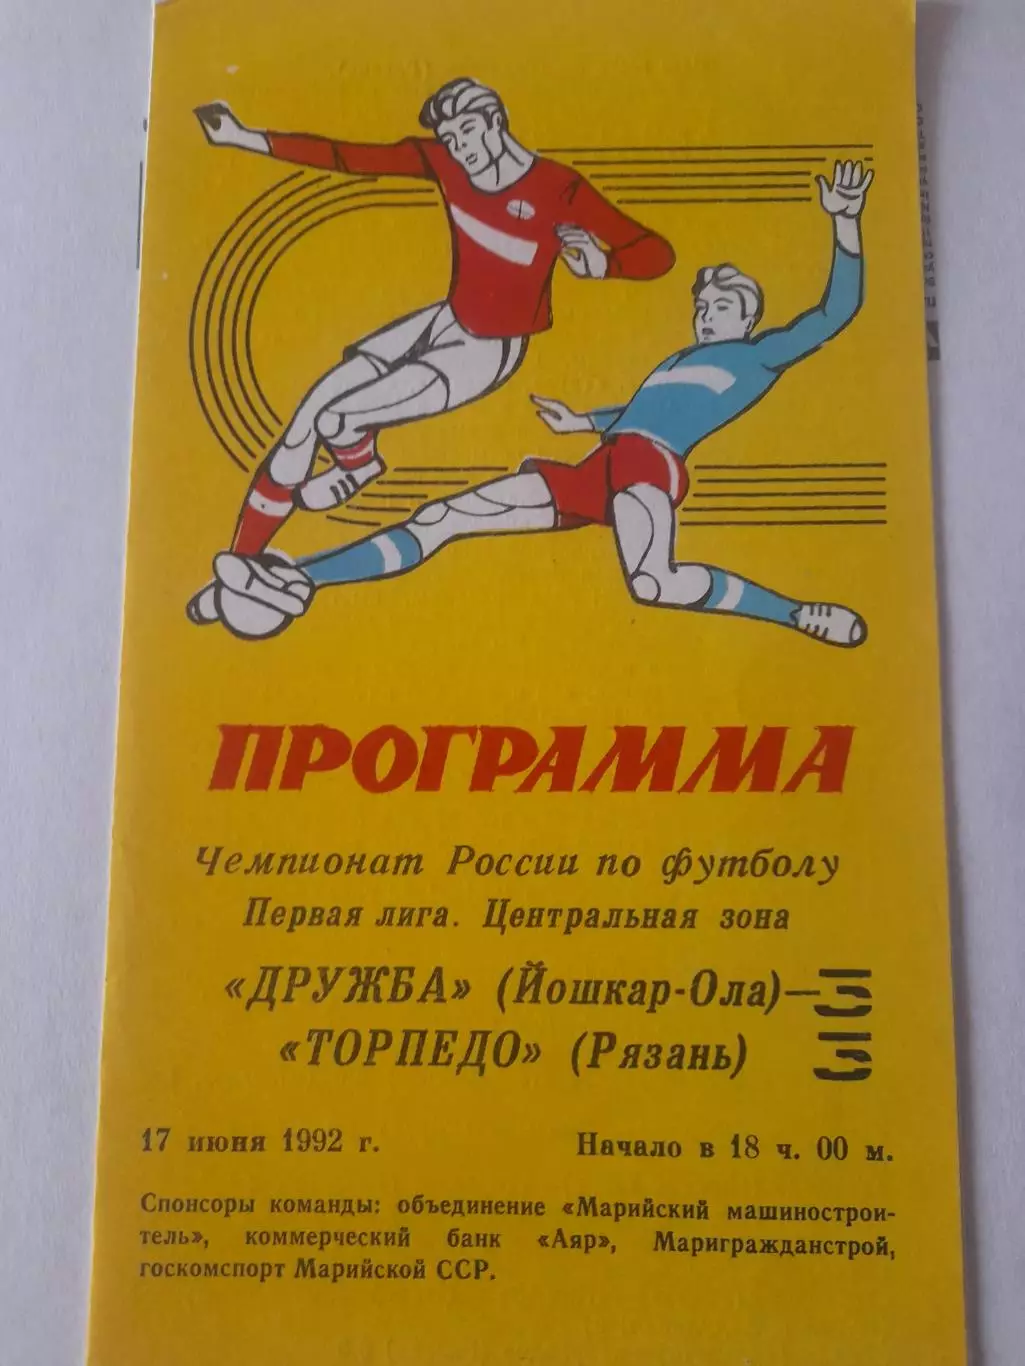 ПРОГРАММА
Чемпионат России по футболу
Первая лига. Центральная зона
«ДРУЖБА» (Йошкар-Ола)—
«ТОРПЕДО» (Рязань)
17 июня 1992 г. Начало в 18 ч. 00 м.
Спонсоры команды: объединение «Марийский машинострои-
тель», коммерческий банк «Аяр», Маригражданстрой,
госкомспорт Марийской ССР.